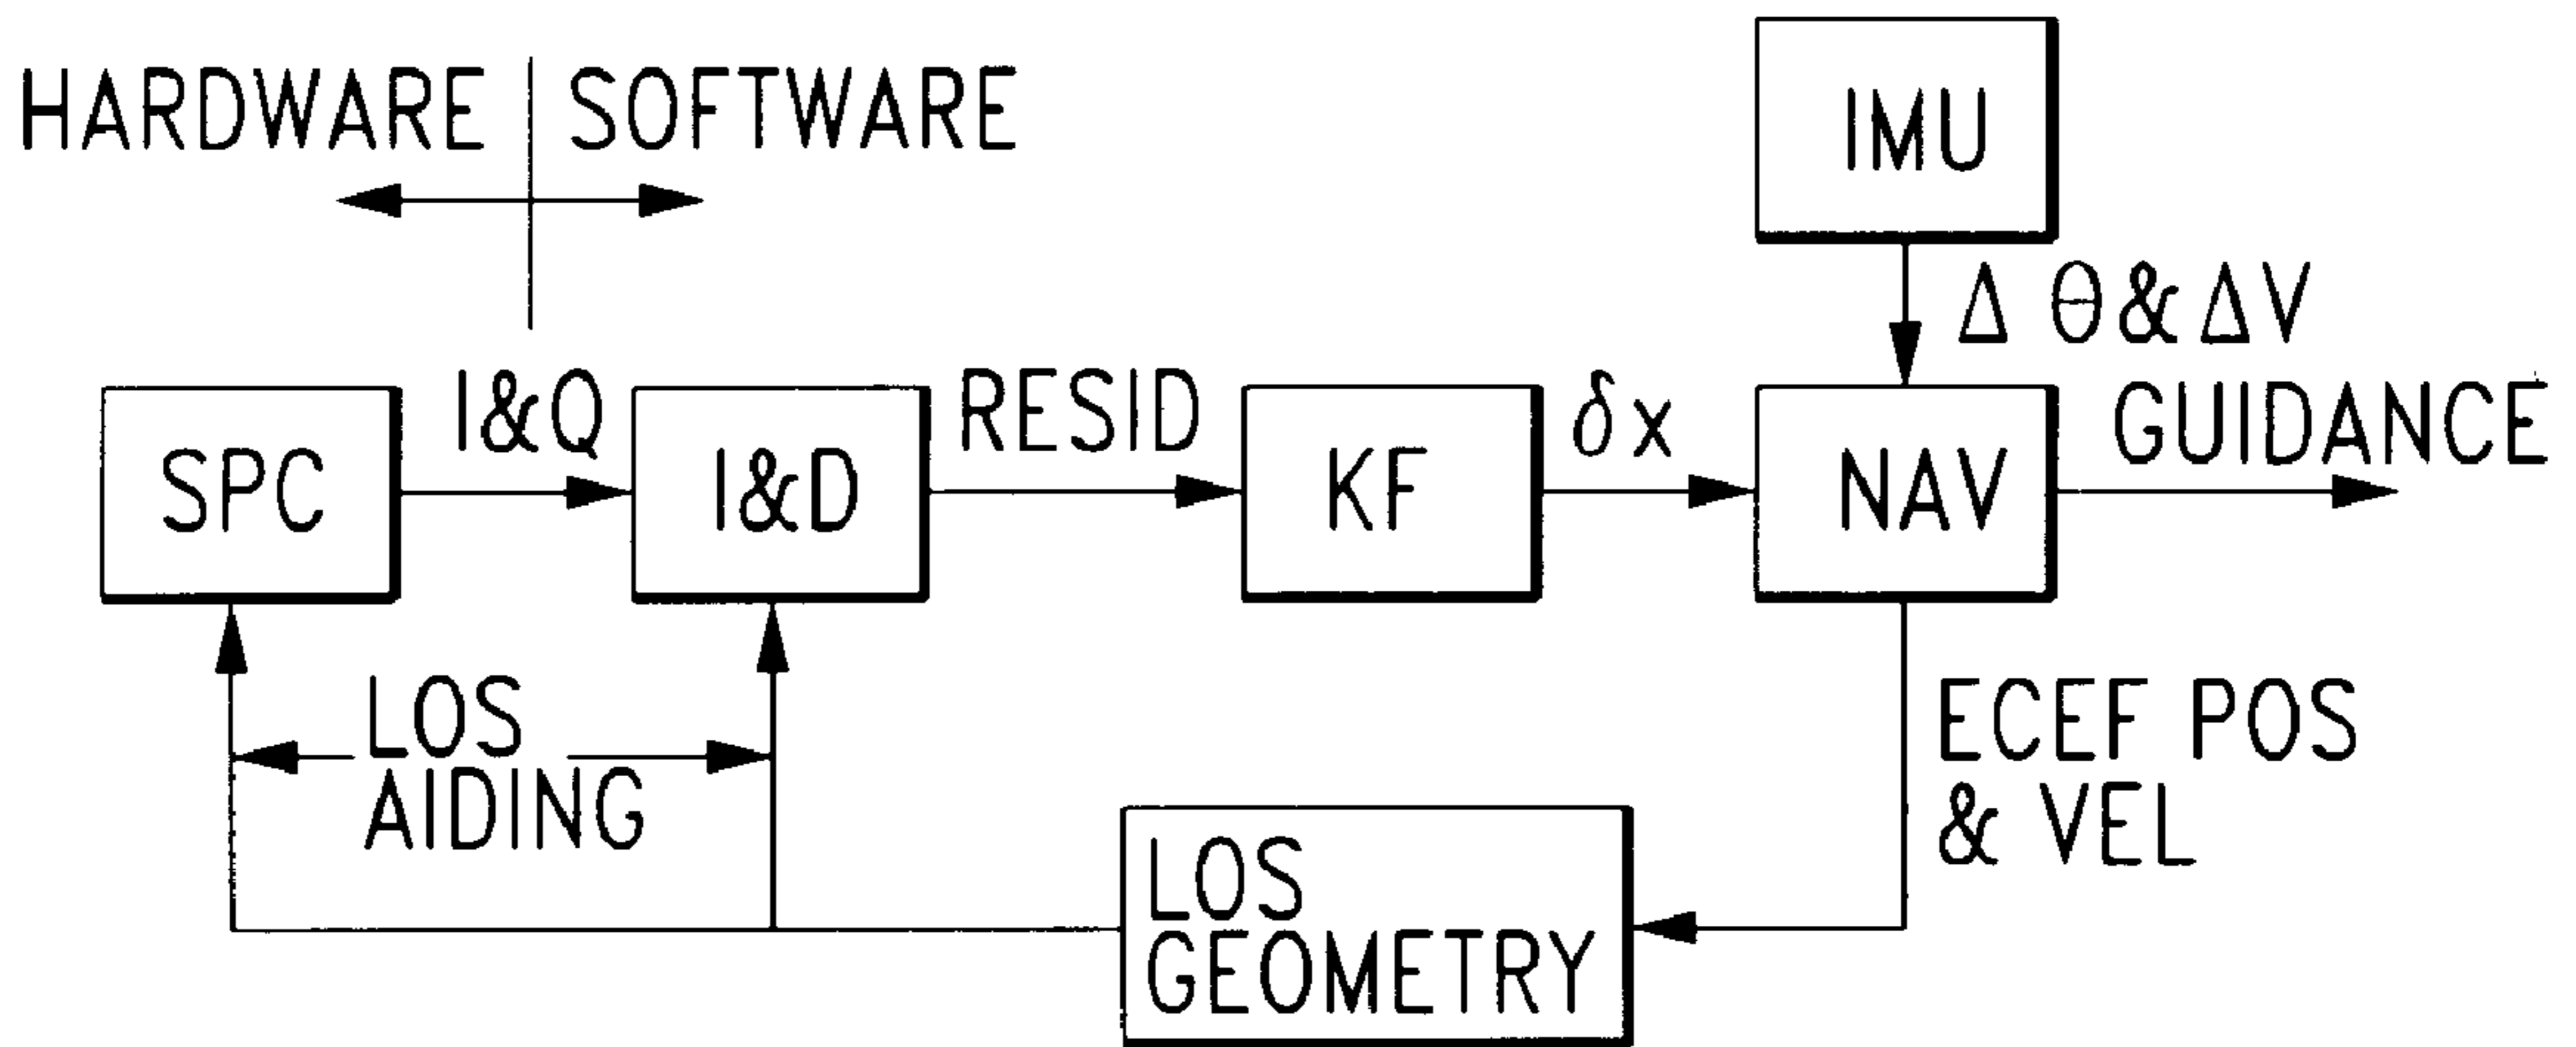 HARDWARE SOFTWARE
IMU
Δ θ & ΔV
SPC
I&Q
I&D
RESID
KF
δx
NAV
GUIDANCE
LOS
AIDING
ECEF POS
& VEL
LOS
GEOMETRY